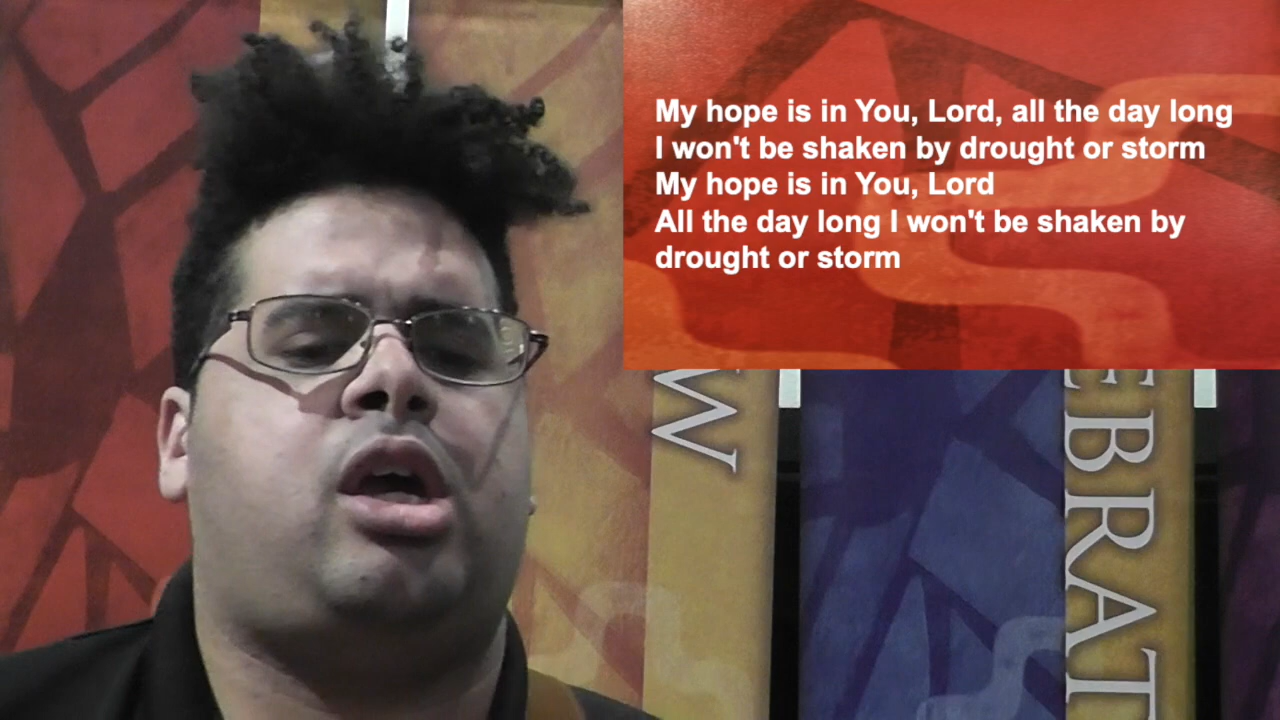 My hope is in You, Lord, all the day long
I won't be shaken by drought or storm
My hope is in You, Lord
All the day long I won't be shaken by
drought or storm
W
EBRAT